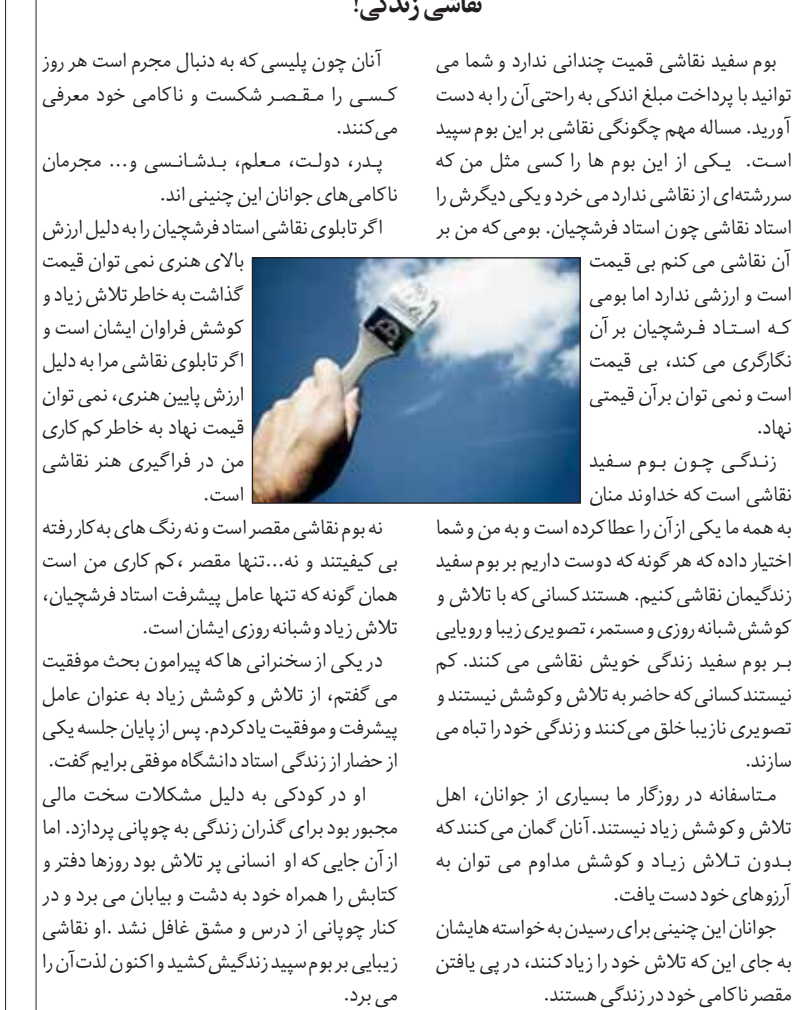 نقاشی زندگی!
بوم سفید نقاشی قمیت چندانی ندارد و شما می
توانید با پرداخت مبلغ اندکی به راحتی آن را به دست
آورید. مساله مهم چگونگی نقاشی بر این بوم سپید
است. یکی از این بوم ها را کسی مثل من که
سررشته‌ای از نقاشی ندارد می خرد و یکی دیگرش را
استاد نقاشی چون استاد فرشچیان. بومی که من بر
آن نقاشی می کنم بی قیمت
است و ارزشی ندارد اما بومی
که استاد فرشچیان بر آن
نگارگری می کند، بی قیمت
است و نمی توان برآن قیمتی
نهاد.
زندگی چون بوم سفید
نقاشی است که خداوند منان
به همه ما یکی از آن را عطا کرده است و به من و شما
اختیار داده که هر گونه که دوست داریم بر بوم سفید
زندگیمان نقاشی کنیم. هستند کسانی که با تلاش و
کوشش شبانه روزی و مستمر، تصویری زیبا و رویایی
بر بوم سفید زندگی خویش نقاشی می کنند. کم
نیستند کسانی که حاضر به تلاش و کوشش نیستند و
تصویری نازیبا خلق می‌کنند و زندگی خود را تباه می
سازند.
متاسفانه در روزگار ما بسیاری از جوانان، اهل
تلاش و کوشش زیاد نیستند. آنان گمان می کنند که
بدون تلاش زیاد و کوشش مداوم می توان به
آرزوهای خود دست یافت.
جوانان این چنینی برای رسیدن به خواسته هایشان
به جای این که تلاش خود را زیاد کنند، در پی یافتن
مقصر ناکامی خود در زندگی هستند.
آنان چون پلیسی که به دنبال مجرم است هر روز
کسی را مقصر شکست و ناکامی خود معرفی
می‌کنند.
پدر، دولت، معلم، بدشانسی و... مجرمان
ناکامی‌های جوانان این چنینی اند.
اگر تابلوی نقاشی استاد فرشچیان را به دلیل ارزش
بالای هنری نمی توان قیمت
گذاشت به خاطر تلاش زیاد و
کوشش فراوان ایشان است و
اگر تابلوی نقاشی مرا به دلیل
ارزش پایین هنری، نمی توان
قیمت نهاد به خاطر کم کاری
من در فراگیری هنر نقاشی
است.
نه بوم نقاشی مقصر است و نه رنگ های به کار رفته
بی کیفیتند و نه...تنها مقصر ،کم کاری من است
همان گونه که تنها عامل پیشرفت استاد فرشچیان،
تلاش زیاد و شبانه روزی ایشان است.
در یکی از سخنرانی ها که پیرامون بحث موفقیت
می گفتم، از تلاش و کوشش زیاد به عنوان عامل
پیشرفت و موفقیت یاد کردم. پس از پایان جلسه یکی
از حضار از زندگی استاد دانشگاه موفقی برایم گفت.
او در کودکی به دلیل مشکلات سخت مالی
مجبور بود برای گذران زندگی به چوپانی پردازد. اما
از آن جایی که او انسانی پر تلاش بود روزها دفتر و
کتابش را همراه خود به دشت و بیابان می برد و در
کنار چوپانی از درس و مشق غافل نشد .او نقاشی
زیبایی بر بوم سپید زندگیش کشید و اکنون لذت آن را
می برد.